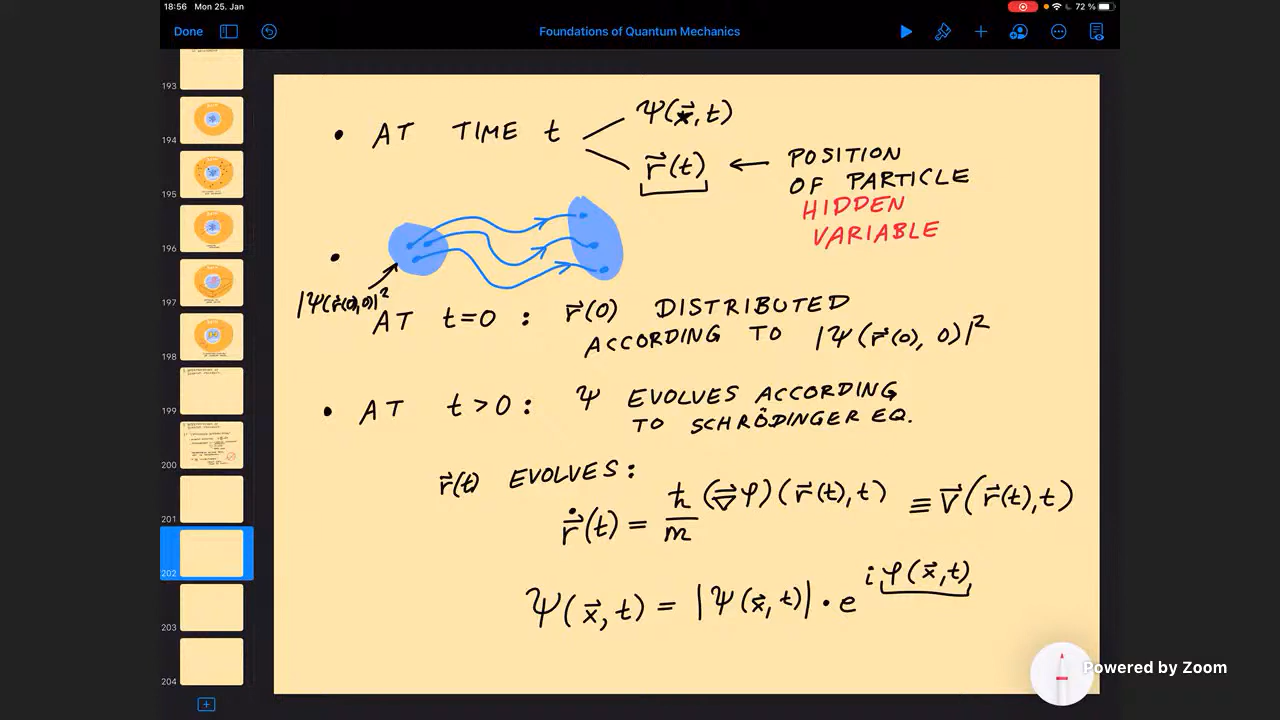 18:56 Mon 25. Jan
72 %
Done
Foundations of Quantum Mechanics
193
194
195
196
197
198
199
200
201
202
203
204
• AT TIME t
Ψ(x⃗, t)
r⃗(t) ← POSITION
OF PARTICLE
HIDDEN
VARIABLE
•
|Ψ(r⃗(0),0)|²
AT t=0 : r⃗(0) DISTRIBUTED
ACCORDING TO |Ψ(r⃗(0), 0)|²
• AT t>0: Ψ EVOLVES ACCORDING
TO SCHRÖDINGER EQ.
r⃗(t) EVOLVES:
ṙ⃗(t) = ℏ/m (∇⃗φ)(r⃗(t), t) ≡ V⃗(r⃗(t), t)
Ψ(x⃗, t) = |Ψ(x⃗, t)| · e^{iφ(x⃗, t)}
Powered by Zoom